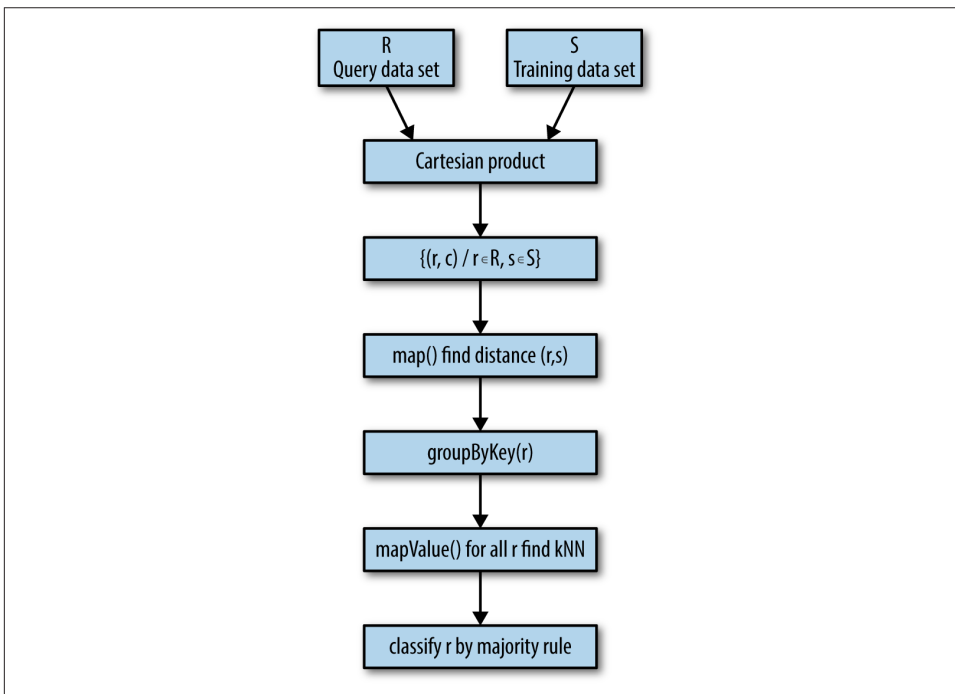 R
Query data set
S
Training data set
Cartesian product
{(r, c) / r∈R, s∈S}
map() find distance (r,s)
groupByKey(r)
mapValue() for all r find kNN
classify r by majority rule